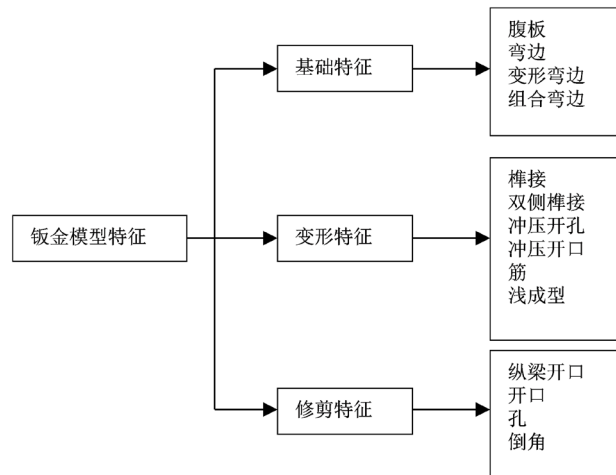 钣金模型特征
基础特征
腹板
弯边
变形弯边
组合弯边
变形特征
榫接
双侧榫接
冲压开孔
冲压开口
筋
浅成型
修剪特征
纵梁开口
开口
孔
倒角